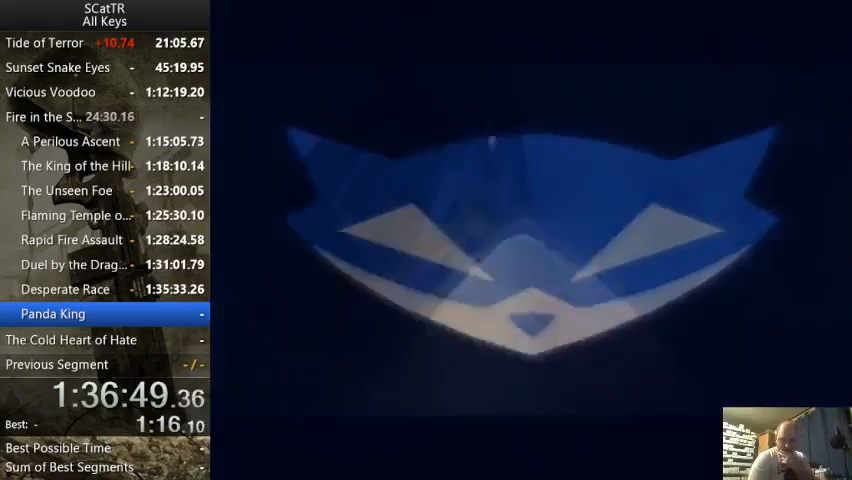 SCatTR
All Keys
Tide of Terror +10.74 21:05.67
Sunset Snake Eyes - 45:19.95
Vicious Voodoo - 1:12:19.20
Fire in the S... 24:30.16 -
A Perilous Ascent - 1:15:05.73
The King of the Hill - 1:18:10.14
The Unseen Foe - 1:23:00.05
Flaming Temple o... - 1:25:30.10
Rapid Fire Assault - 1:28:24.58
Duel by the Drag... - 1:31:01.79
Desperate Race - 1:35:33.26
Panda King -
The Cold Heart of Hate -
Previous Segment - / -
1:36:49.36
Best: - 1:16.10
Best Possible Time -
Sum of Best Segments -